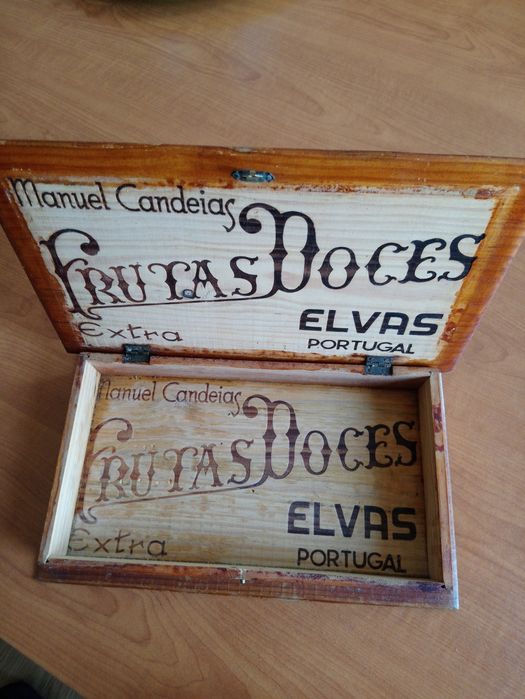 Manuel Candeias
FRUTAS DOCES
Extra
ELVAS
PORTUGAL
Manuel Candeias
FRUTAS DOCES
Extra
ELVAS
PORTUGAL